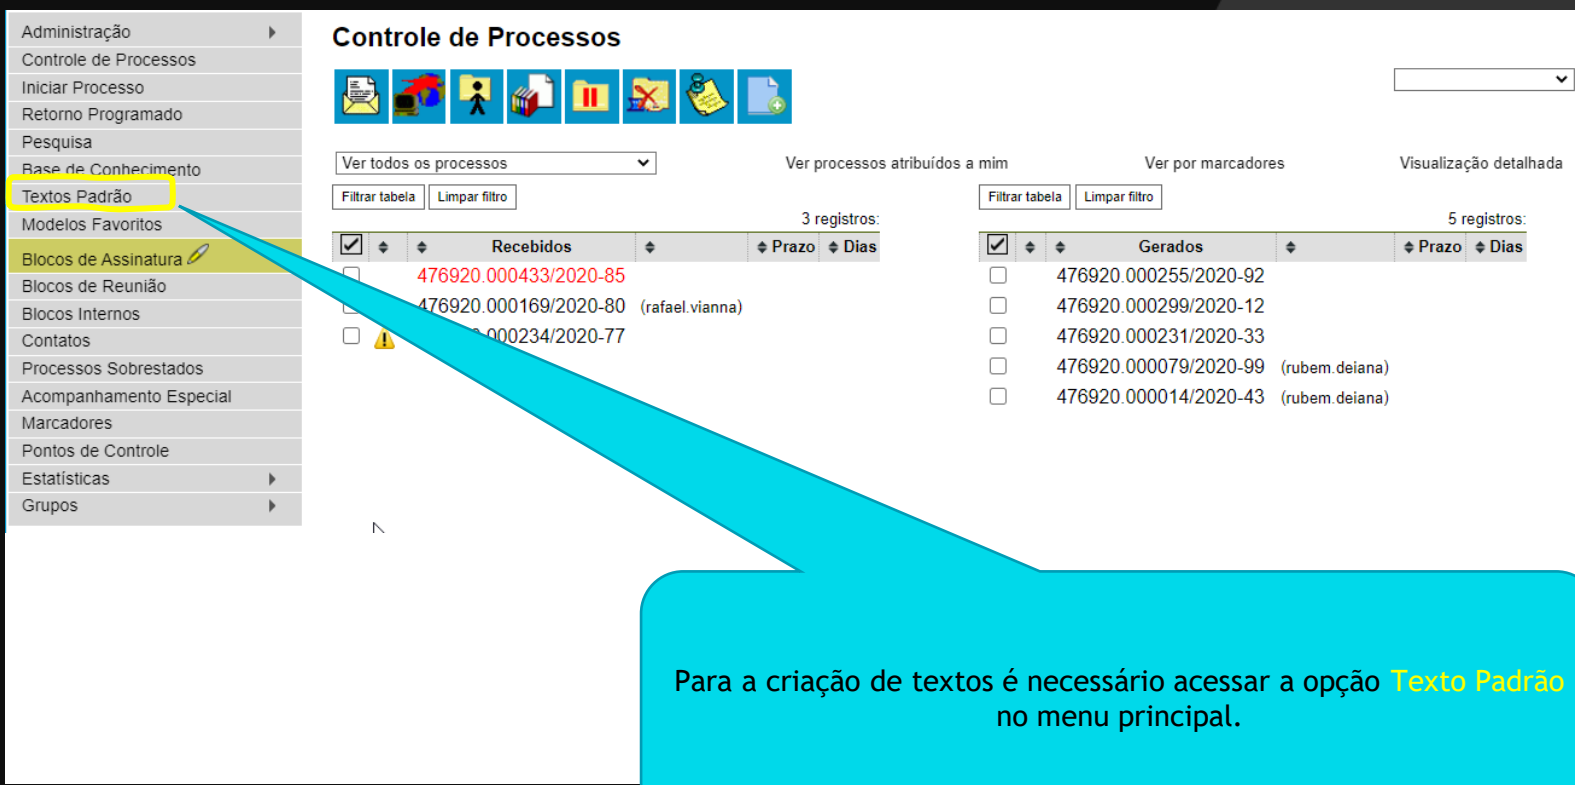 Administração
Controle de Processos
Iniciar Processo
Retorno Programado
Pesquisa
Base de Conhecimento
Textos Padrão
Modelos Favoritos
Blocos de Assinatura
Blocos de Reunião
Blocos Internos
Contatos
Processos Sobrestados
Acompanhamento Especial
Marcadores
Pontos de Controle
Estatísticas
Grupos
Controle de Processos
Ver todos os processos
Ver processos atribuídos a mim
Ver por marcadores
Visualização detalhada
Filtrar tabela Limpar filtro
3 registros:
Recebidos Prazo Dias
476920.000433/2020-85
476920.000169/2020-80 (rafael.vianna)
000234/2020-77
Filtrar tabela Limpar filtro
5 registros:
Gerados Prazo Dias
476920.000255/2020-92
476920.000299/2020-12
476920.000231/2020-33
476920.000079/2020-99 (rubem.deiana)
476920.000014/2020-43 (rubem.deiana)
Para a criação de textos é necessário acessar a opção Texto Padrão
no menu principal.